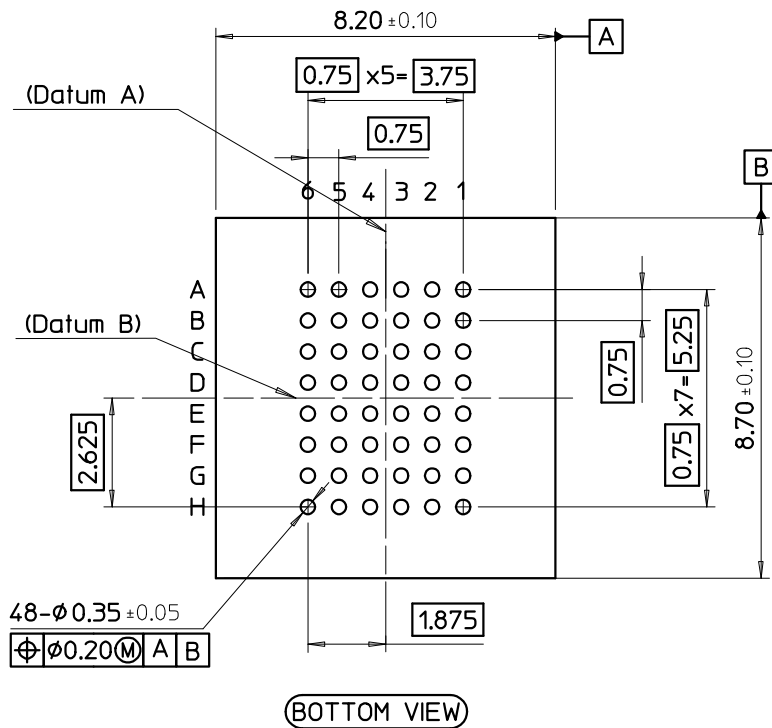 8.20 ±0.10
A
0.75 x5= 3.75
(Datum A)
0.75
B
6 5 4 3 2 1
A
B
(Datum B)
C
D
E
F
G
H
0.75
0.75 x7= 5.25
8.70 ±0.10
2.625
48-Φ0.35 ±0.05
⌖ Φ0.20 Ⓜ A B
1.875
BOTTOM VIEW